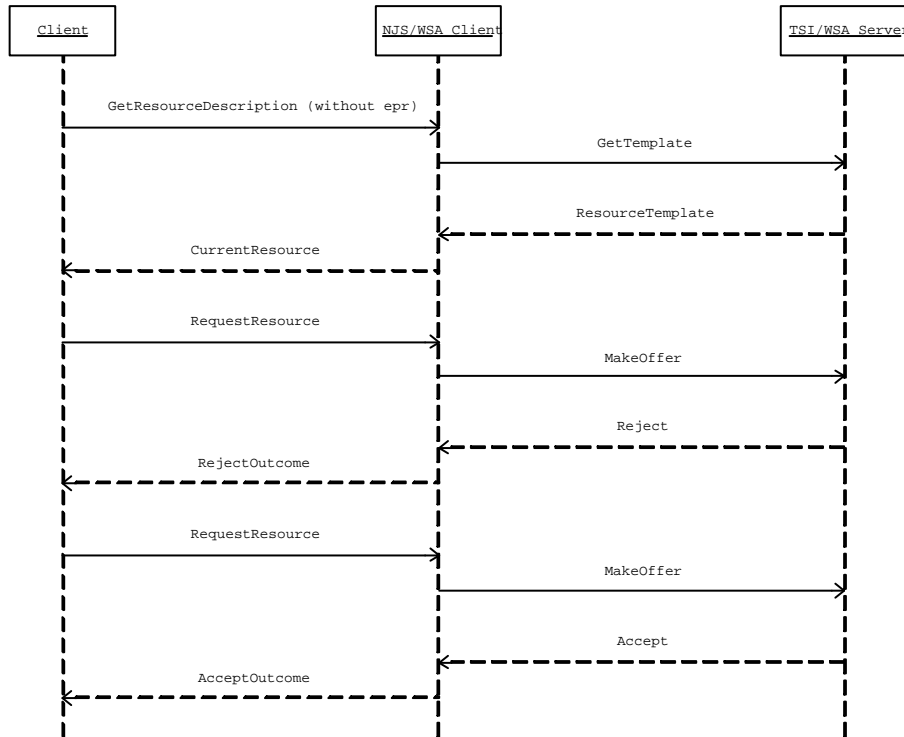 Client
NJS/WSA Client
TSI/WSA Server
GetResourceDescription (without epr)
GetTemplate
ResourceTemplate
CurrentResource
RequestResource
MakeOffer
Reject
RejectOutcome
RequestResource
MakeOffer
Accept
AcceptOutcome